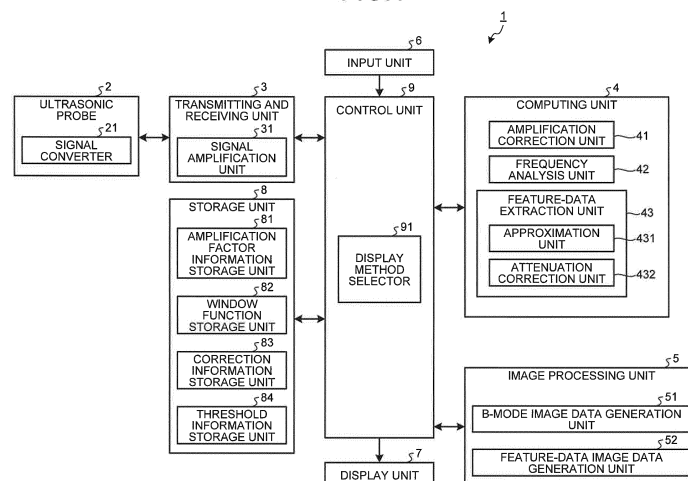 1
6
INPUT UNIT
2
ULTRASONIC
PROBE
21
SIGNAL
CONVERTER
3
TRANSMITTING AND
RECEIVING UNIT
31
SIGNAL
AMPLIFICATION
UNIT
9
CONTROL UNIT
91
DISPLAY
METHOD
SELECTOR
4
COMPUTING UNIT
AMPLIFICATION
CORRECTION UNIT
41
FREQUENCY
ANALYSIS UNIT
42
FEATURE-DATA
EXTRACTION UNIT
43
APPROXIMATION
UNIT
431
ATTENUATION
CORRECTION UNIT
432
8
STORAGE UNIT
81
AMPLIFICATION
FACTOR
INFORMATION
STORAGE UNIT
82
WINDOW
FUNCTION
STORAGE UNIT
83
CORRECTION
INFORMATION
STORAGE UNIT
84
THRESHOLD
INFORMATION
STORAGE UNIT
5
IMAGE PROCESSING UNIT
51
B-MODE IMAGE DATA GENERATION
UNIT
52
FEATURE-DATA IMAGE DATA
GENERATION UNIT
7
DISPLAY UNIT